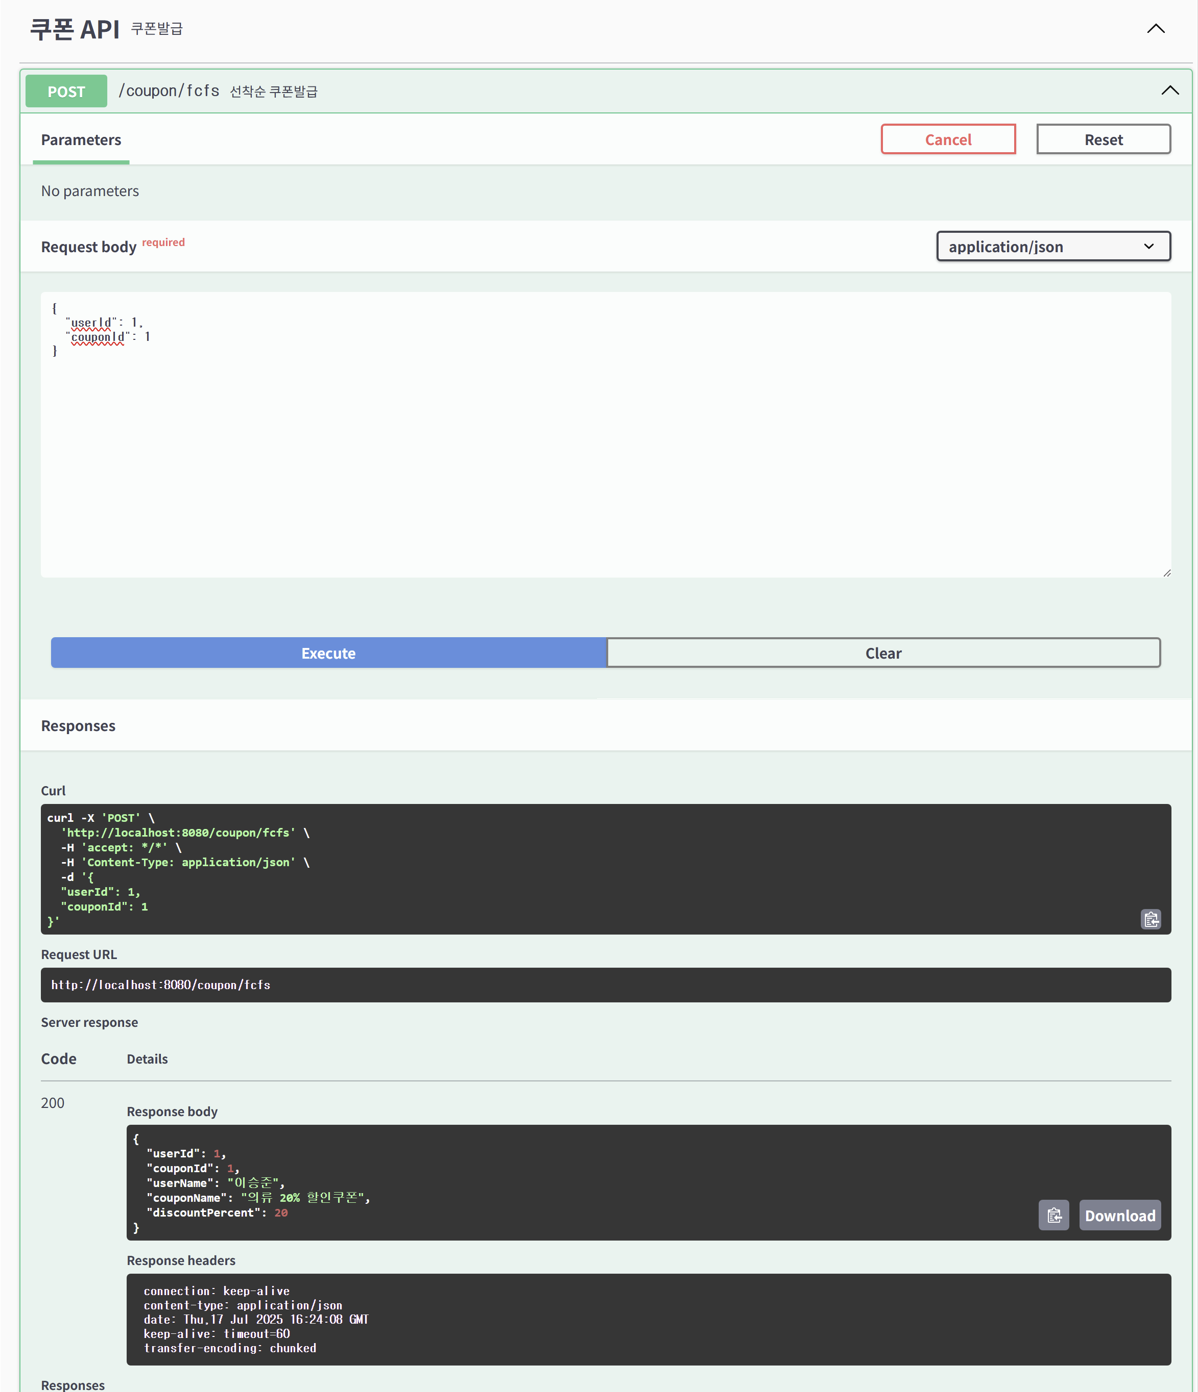 쿠폰 API 쿠폰발급
POST /coupon/fcfs 선착순 쿠폰발급
Parameters
Cancel
Reset
No parameters
Request body required
application/json
{
  "userId": 1,
  "couponId": 1
}
Execute
Clear
Responses
Curl
curl -X 'POST' \
  'http://localhost:8080/coupon/fcfs' \
  -H 'accept: */*' \
  -H 'Content-Type: application/json' \
  -d '{
  "userId": 1,
  "couponId": 1
}'
Request URL
http://localhost:8080/coupon/fcfs
Server response
Code Details
200
Response body
{
  "userId": 1,
  "couponId": 1,
  "userName": "이승준",
  "couponName": "의류 20% 할인쿠폰",
  "discountPercent": 20
}
Download
Response headers
connection: keep-alive
content-type: application/json
date: Thu,17 Jul 2025 16:24:08 GMT
keep-alive: timeout=60
transfer-encoding: chunked
Responses